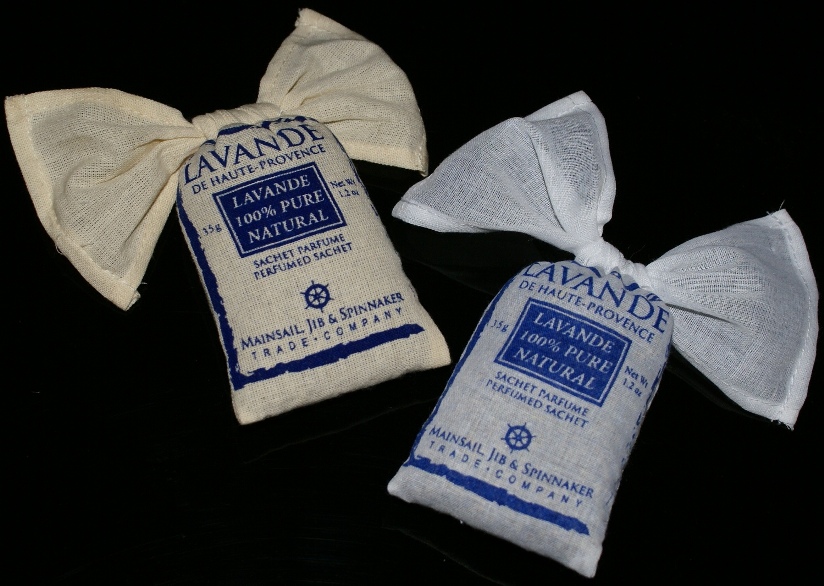 LAVANDE
DE HAUTE-PROVENCE
LAVANDE
100% PURE
NATURAL
35g
Net Wt.
1.2 oz
SACHET PARFUME
PERFUMED SACHET
MAINSAIL, JIB & SPINNAKER
TRADE • COMPANY
LAVANDE
DE HAUTE-PROVENCE
LAVANDE
100% PURE
NATURAL
35g
Net Wt.
1.2 oz
SACHET PARFUME
PERFUMED SACHET
MAINSAIL, JIB & SPINNAKER
TRADE • COMPANY